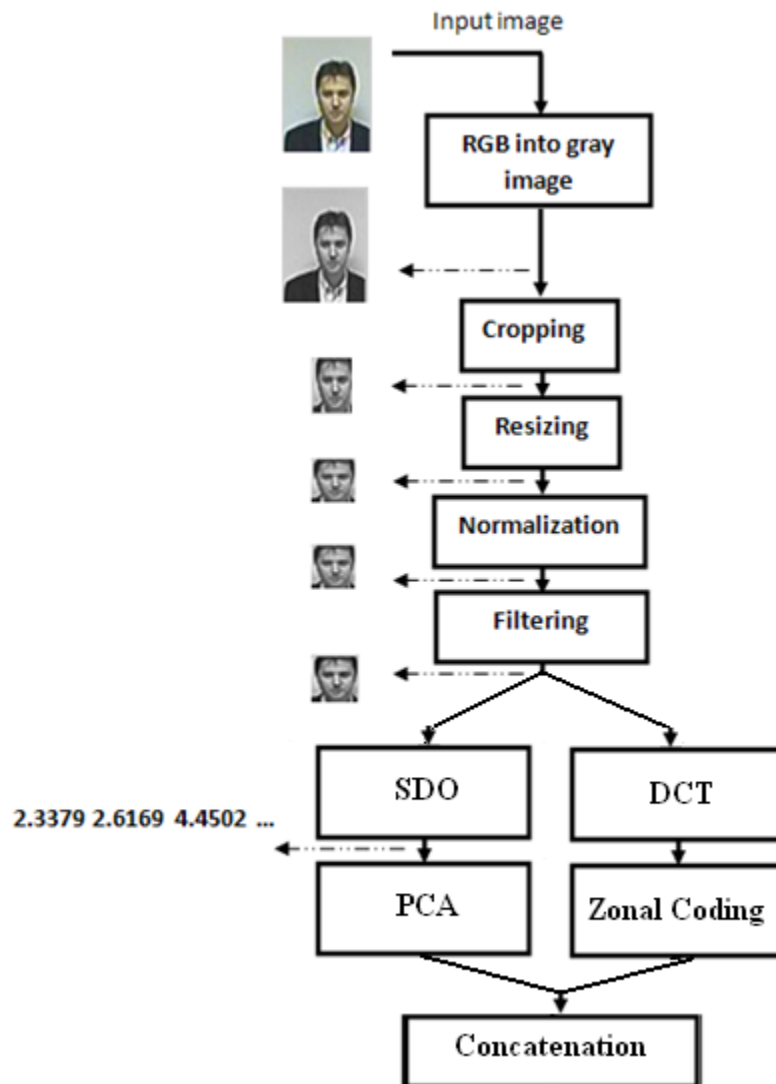 Input image
RGB into gray
image
Cropping
Resizing
Normalization
Filtering
SDO
DCT
2.3379 2.6169 4.4502 ...
PCA
Zonal Coding
Concatenation